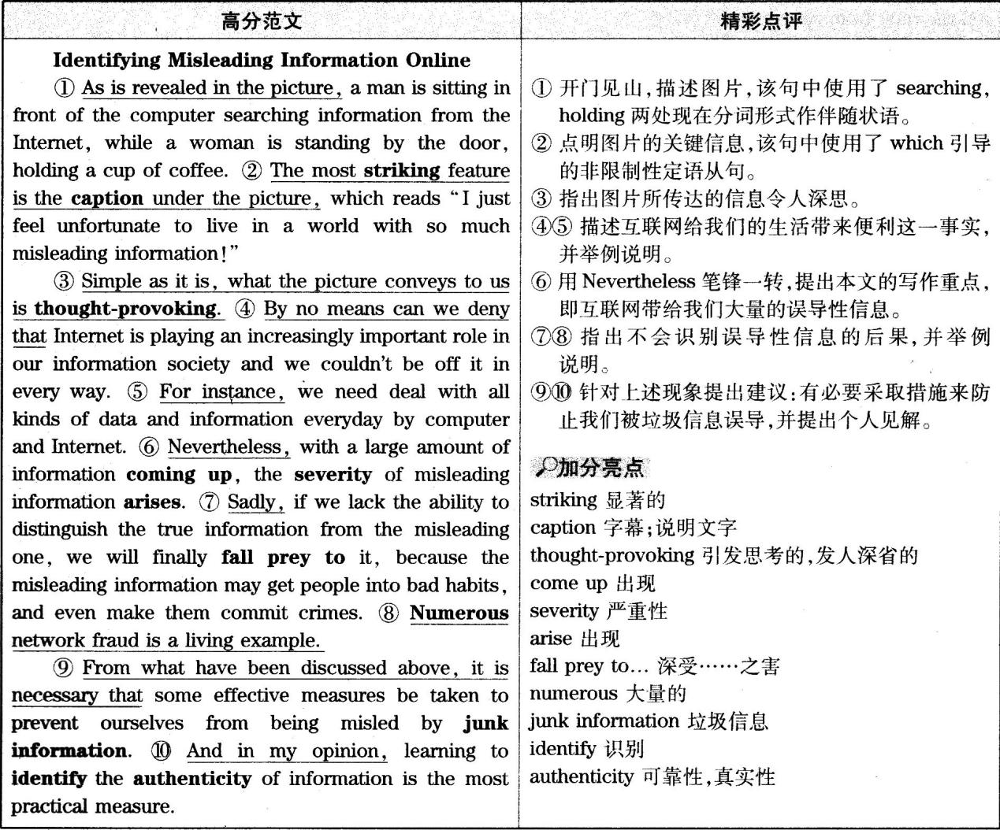 高分范文
Identifying Misleading Information Online
① As is revealed in the picture, a man is sitting in
front of the computer searching information from the
Internet, while a woman is standing by the door,
holding a cup of coffee. ② The most striking feature
is the caption under the picture, which reads “I just
feel unfortunate to live in a world with so much
misleading information!”
③ Simple as it is, what the picture conveys to us
is thought-provoking. ④ By no means can we deny
that Internet is playing an increasingly important role in
our information society and we couldn't be off it in
every way. ⑤ For instance, we need deal with all
kinds of data and information everyday by computer
and Internet. ⑥ Nevertheless, with a large amount of
information coming up, the severity of misleading
information arises. ⑦ Sadly, if we lack the ability to
distinguish the true information from the misleading
one, we will finally fall prey to it, because the
misleading information may get people into bad habits,
and even make them commit crimes. ⑧ Numerous
network fraud is a living example.
⑨ From what have been discussed above, it is
necessary that some effective measures be taken to
prevent ourselves from being misled by junk
information. ⑩ And in my opinion, learning to
identify the authenticity of information is the most
practical measure.
精彩点评
① 开门见山,描述图片,该句中使用了 searching,
holding 两处现在分词形式作伴随状语。
② 点明图片的关键信息,该句中使用了 which 引导
的非限制性定语从句。
③ 指出图片所传达的信息令人深思。
④⑤ 描述互联网给我们的生活带来便利这一事实,
并举例说明。
⑥ 用 Nevertheless 笔锋一转,提出本文的写作重点,
即互联网带给我们大量的误导性信息。
⑦⑧ 指出不会识别误导性信息的后果,并举例
说明。
⑨⑩ 针对上述现象提出建议:有必要采取措施来防
止我们被垃圾信息误导,并提出个人见解。
加分亮点
striking 显著的
caption 字幕;说明文字
thought-provoking 引发思考的,发人深省的
come up 出现
severity 严重性
arise 出现
fall prey to… 深受……之害
numerous 大量的
junk information 垃圾信息
identify 识别
authenticity 可靠性,真实性